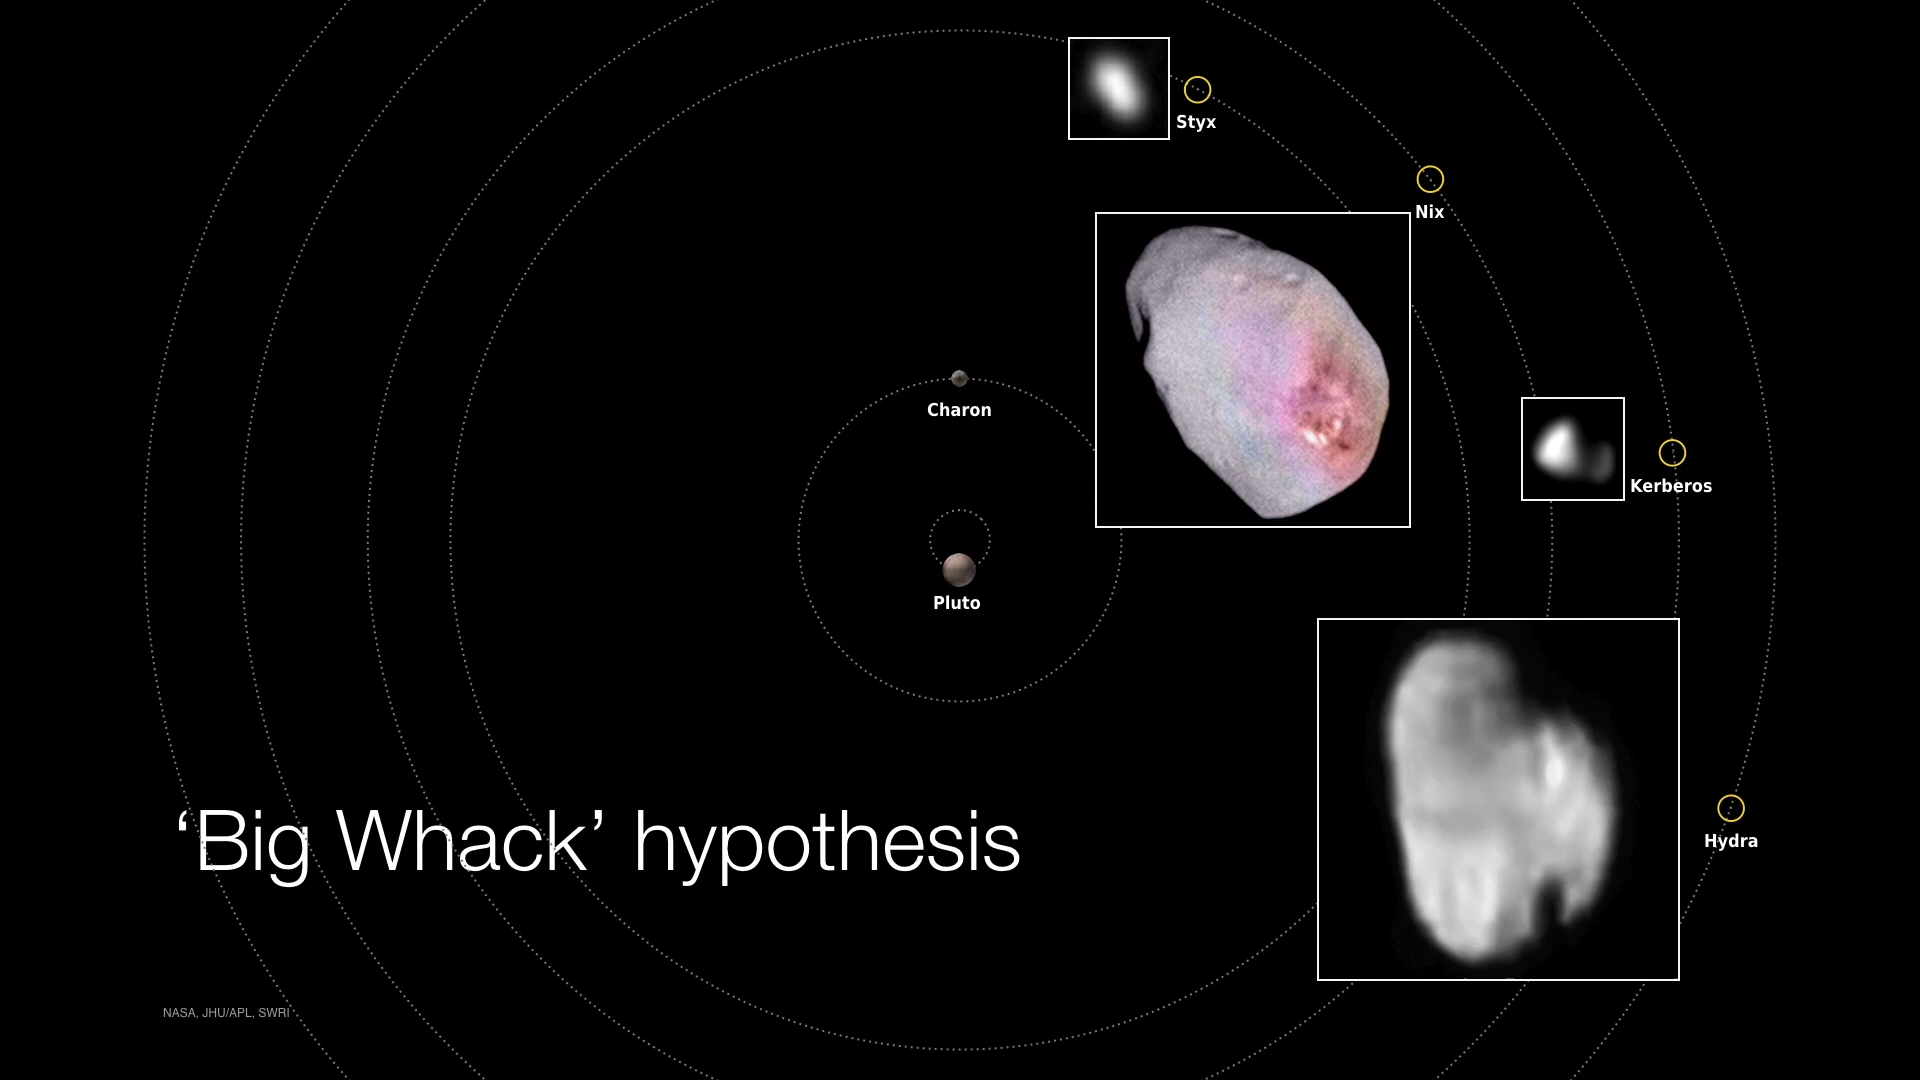 Styx
Nix
Charon
Kerberos
Pluto
Hydra
‘Big Whack’ hypothesis
NASA, JHU/APL, SWRI